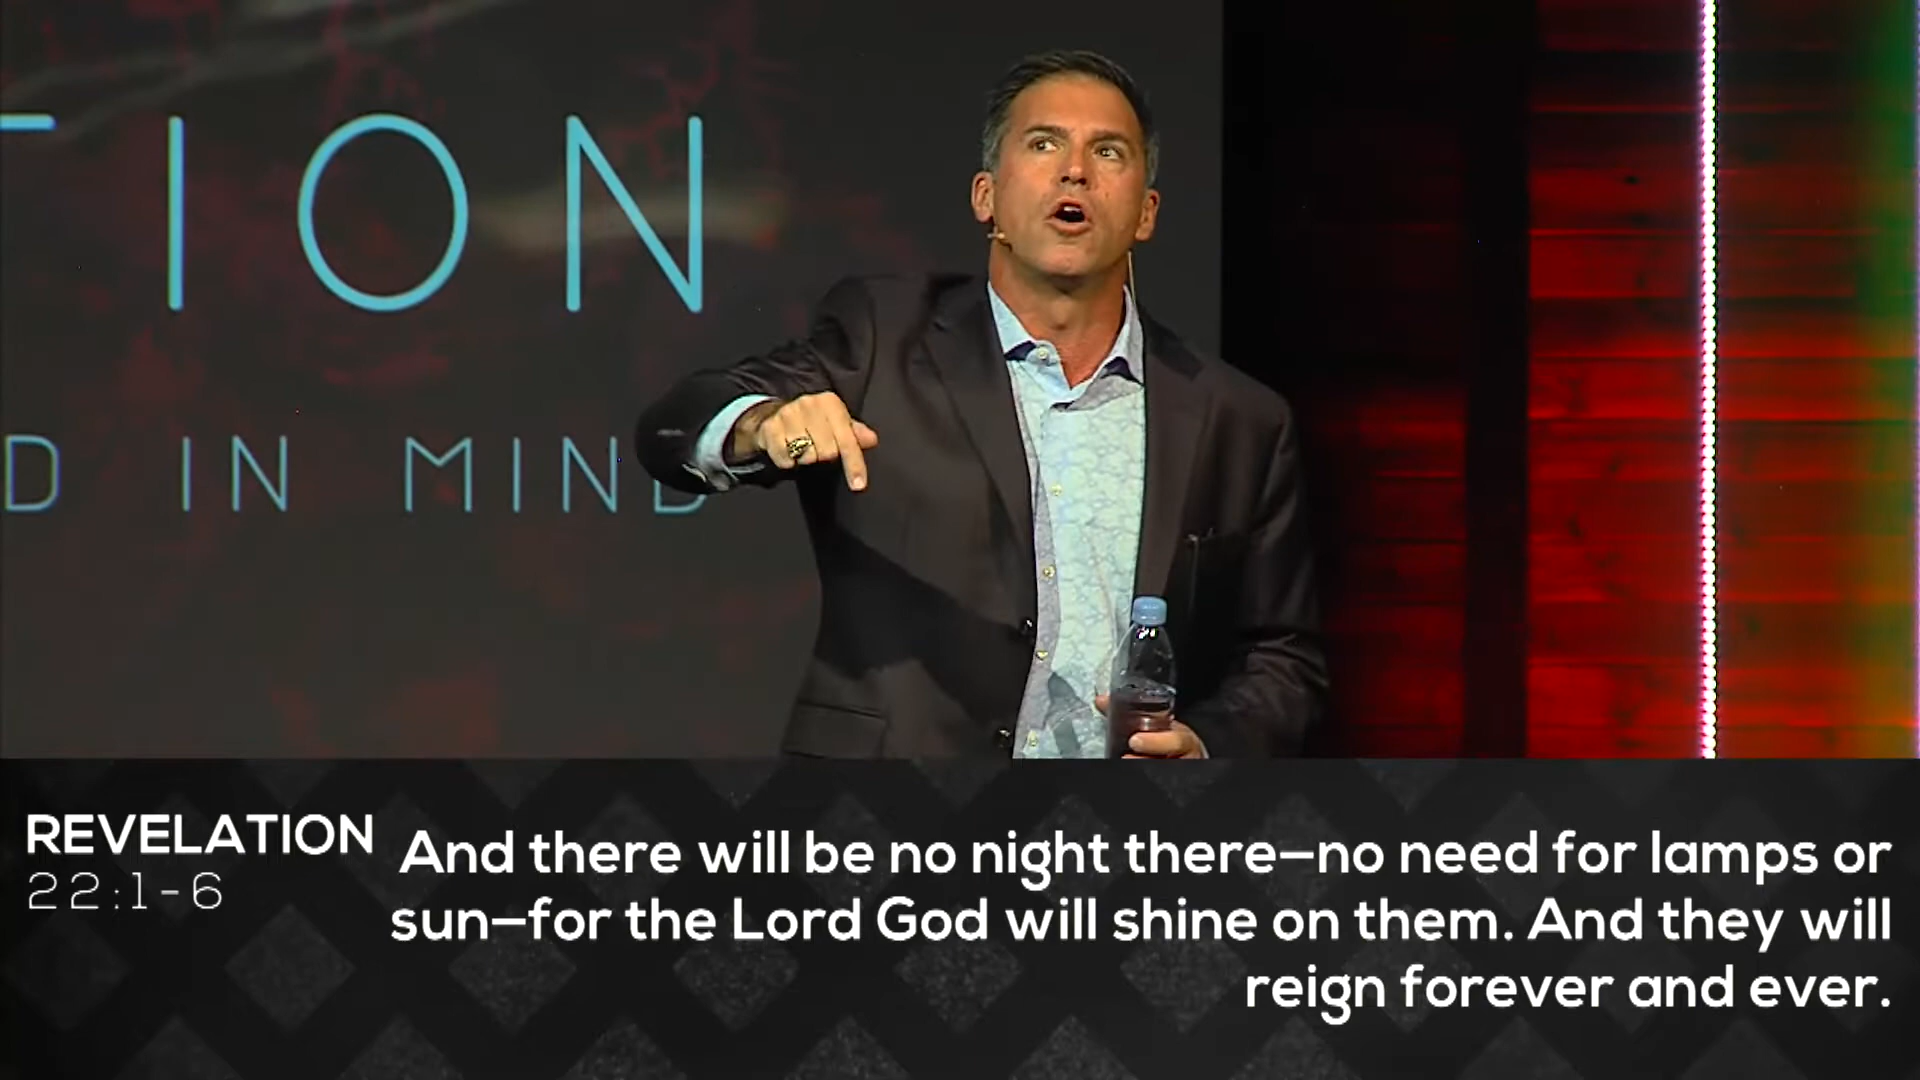 TION
D IN MIND
REVELATION
22:1-6
And there will be no night there—no need for lamps or
sun—for the Lord God will shine on them. And they will
reign forever and ever.